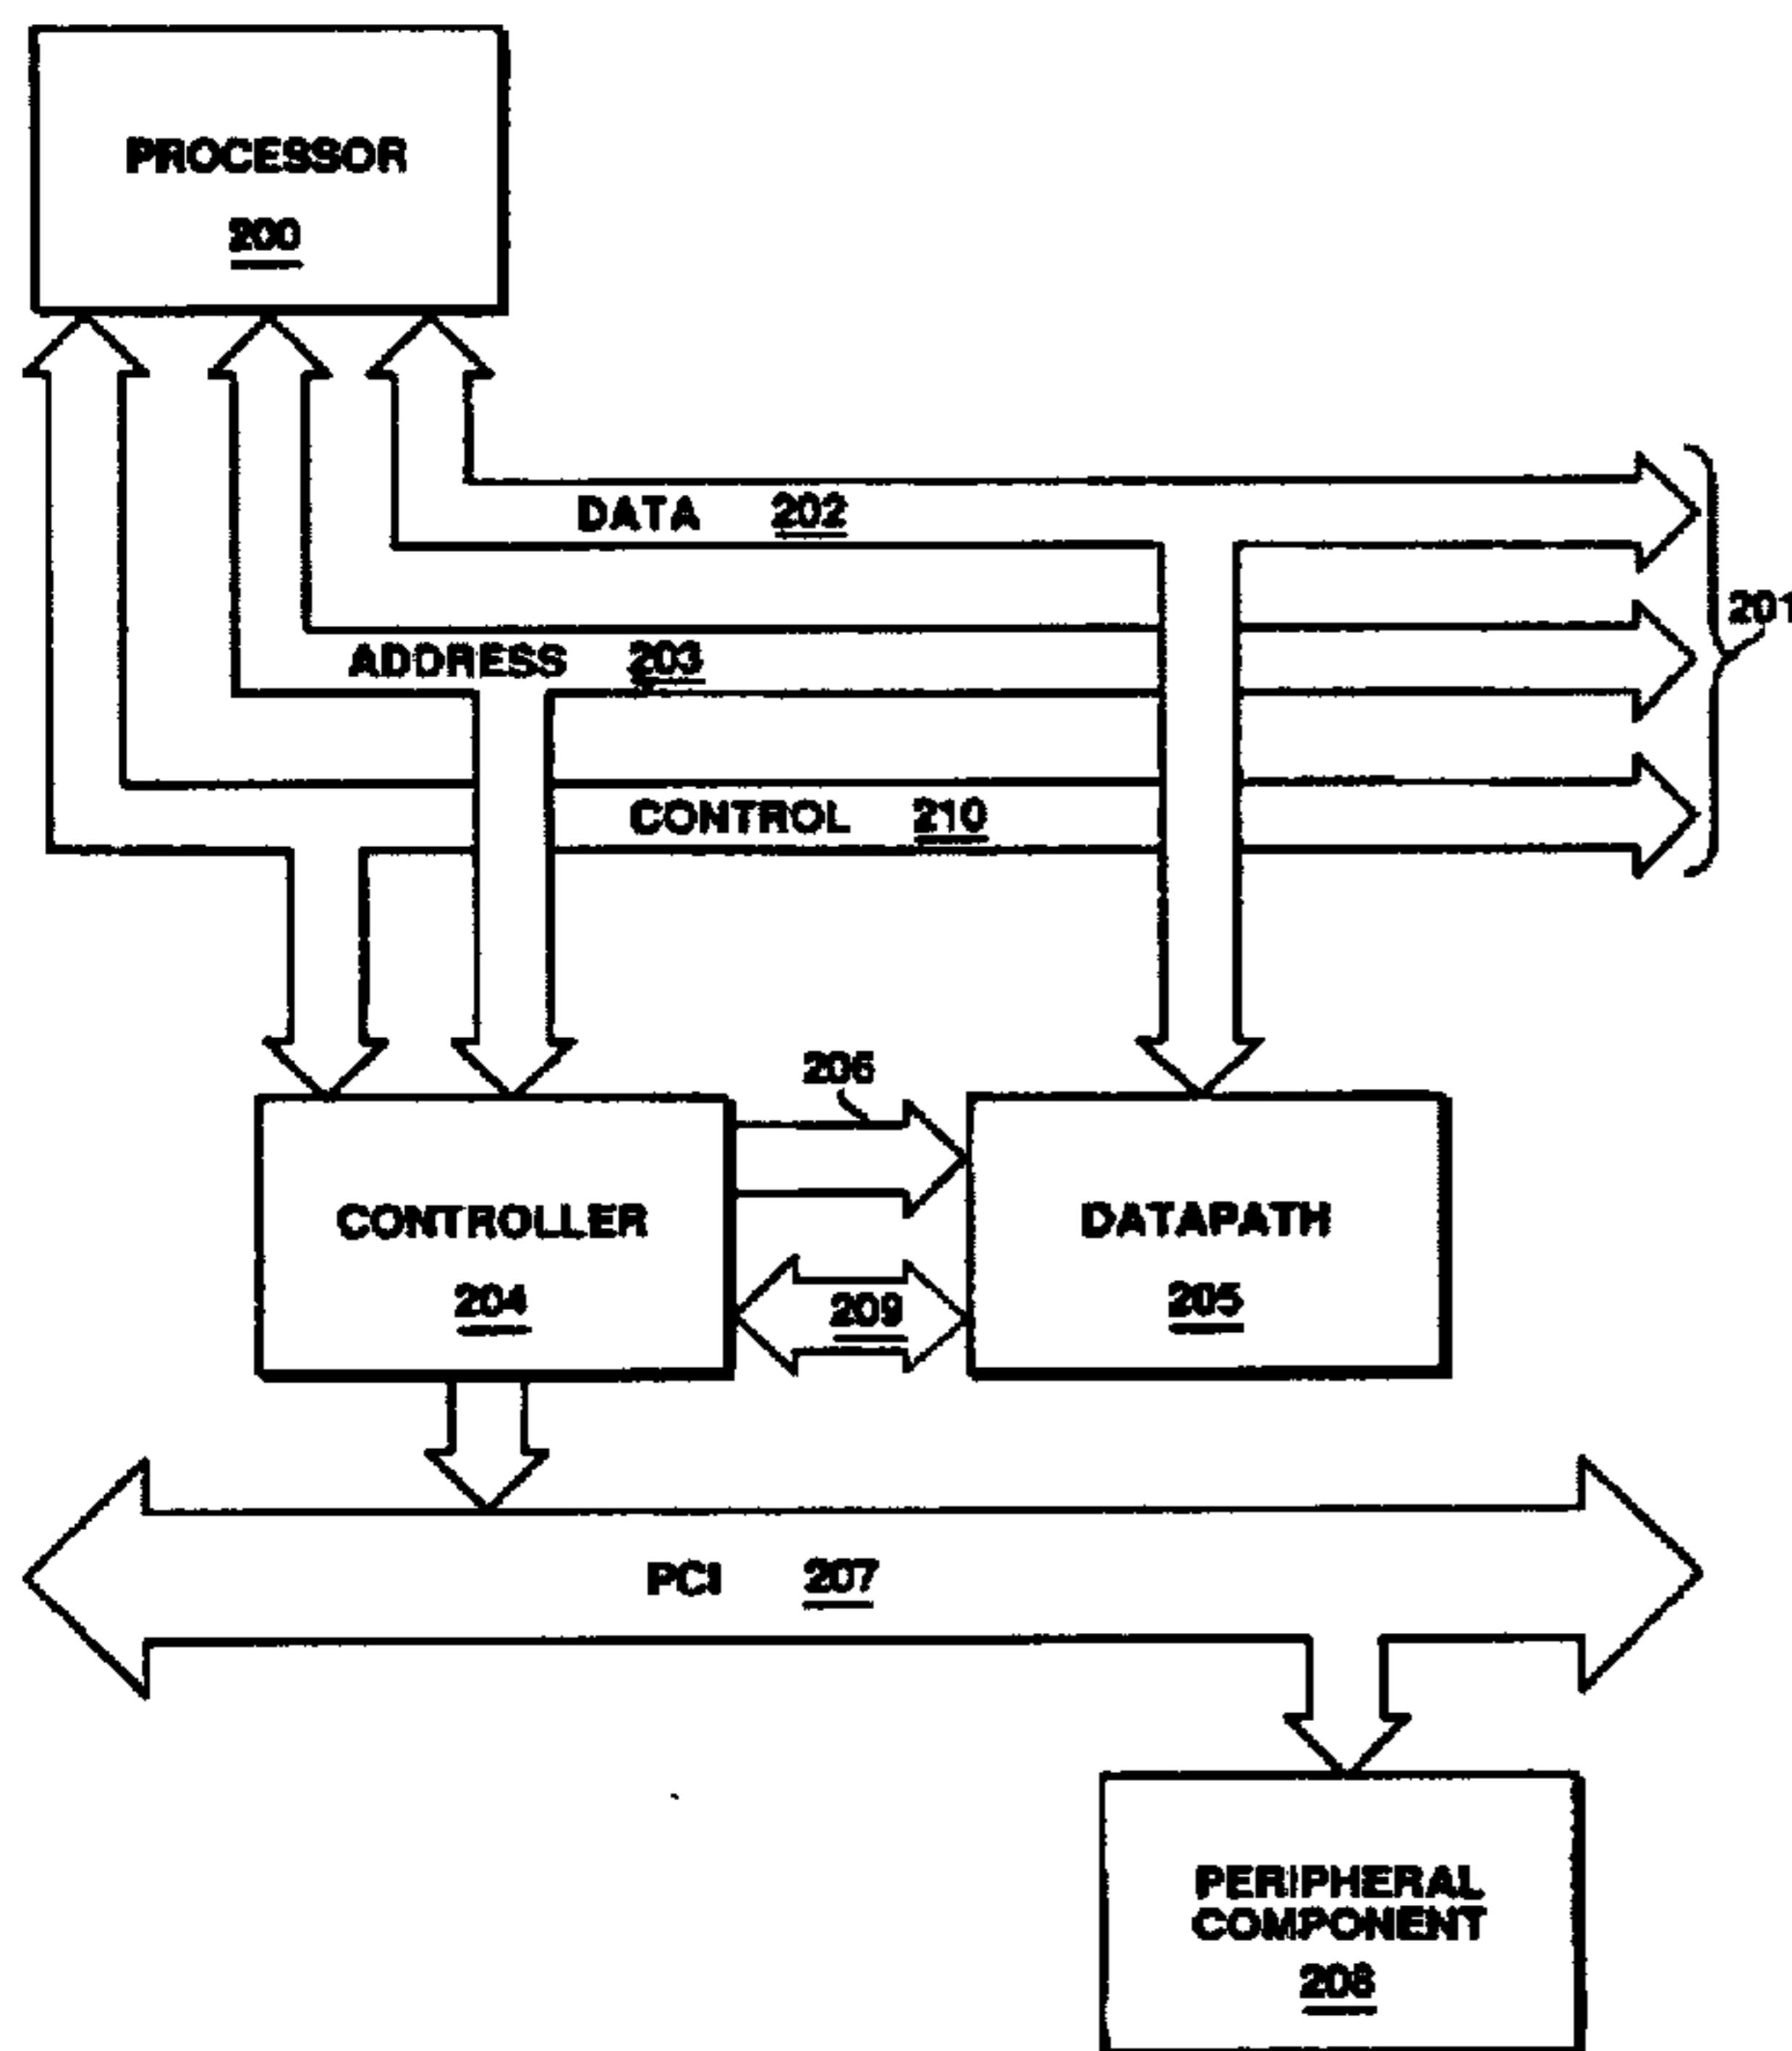 PROCESSOR
200
DATA 202
201
ADDRESS 203
CONTROL 210
206
CONTROLLER
204
DATAPATH
205
209
PCI 207
PERIPHERAL
COMPONENT
208